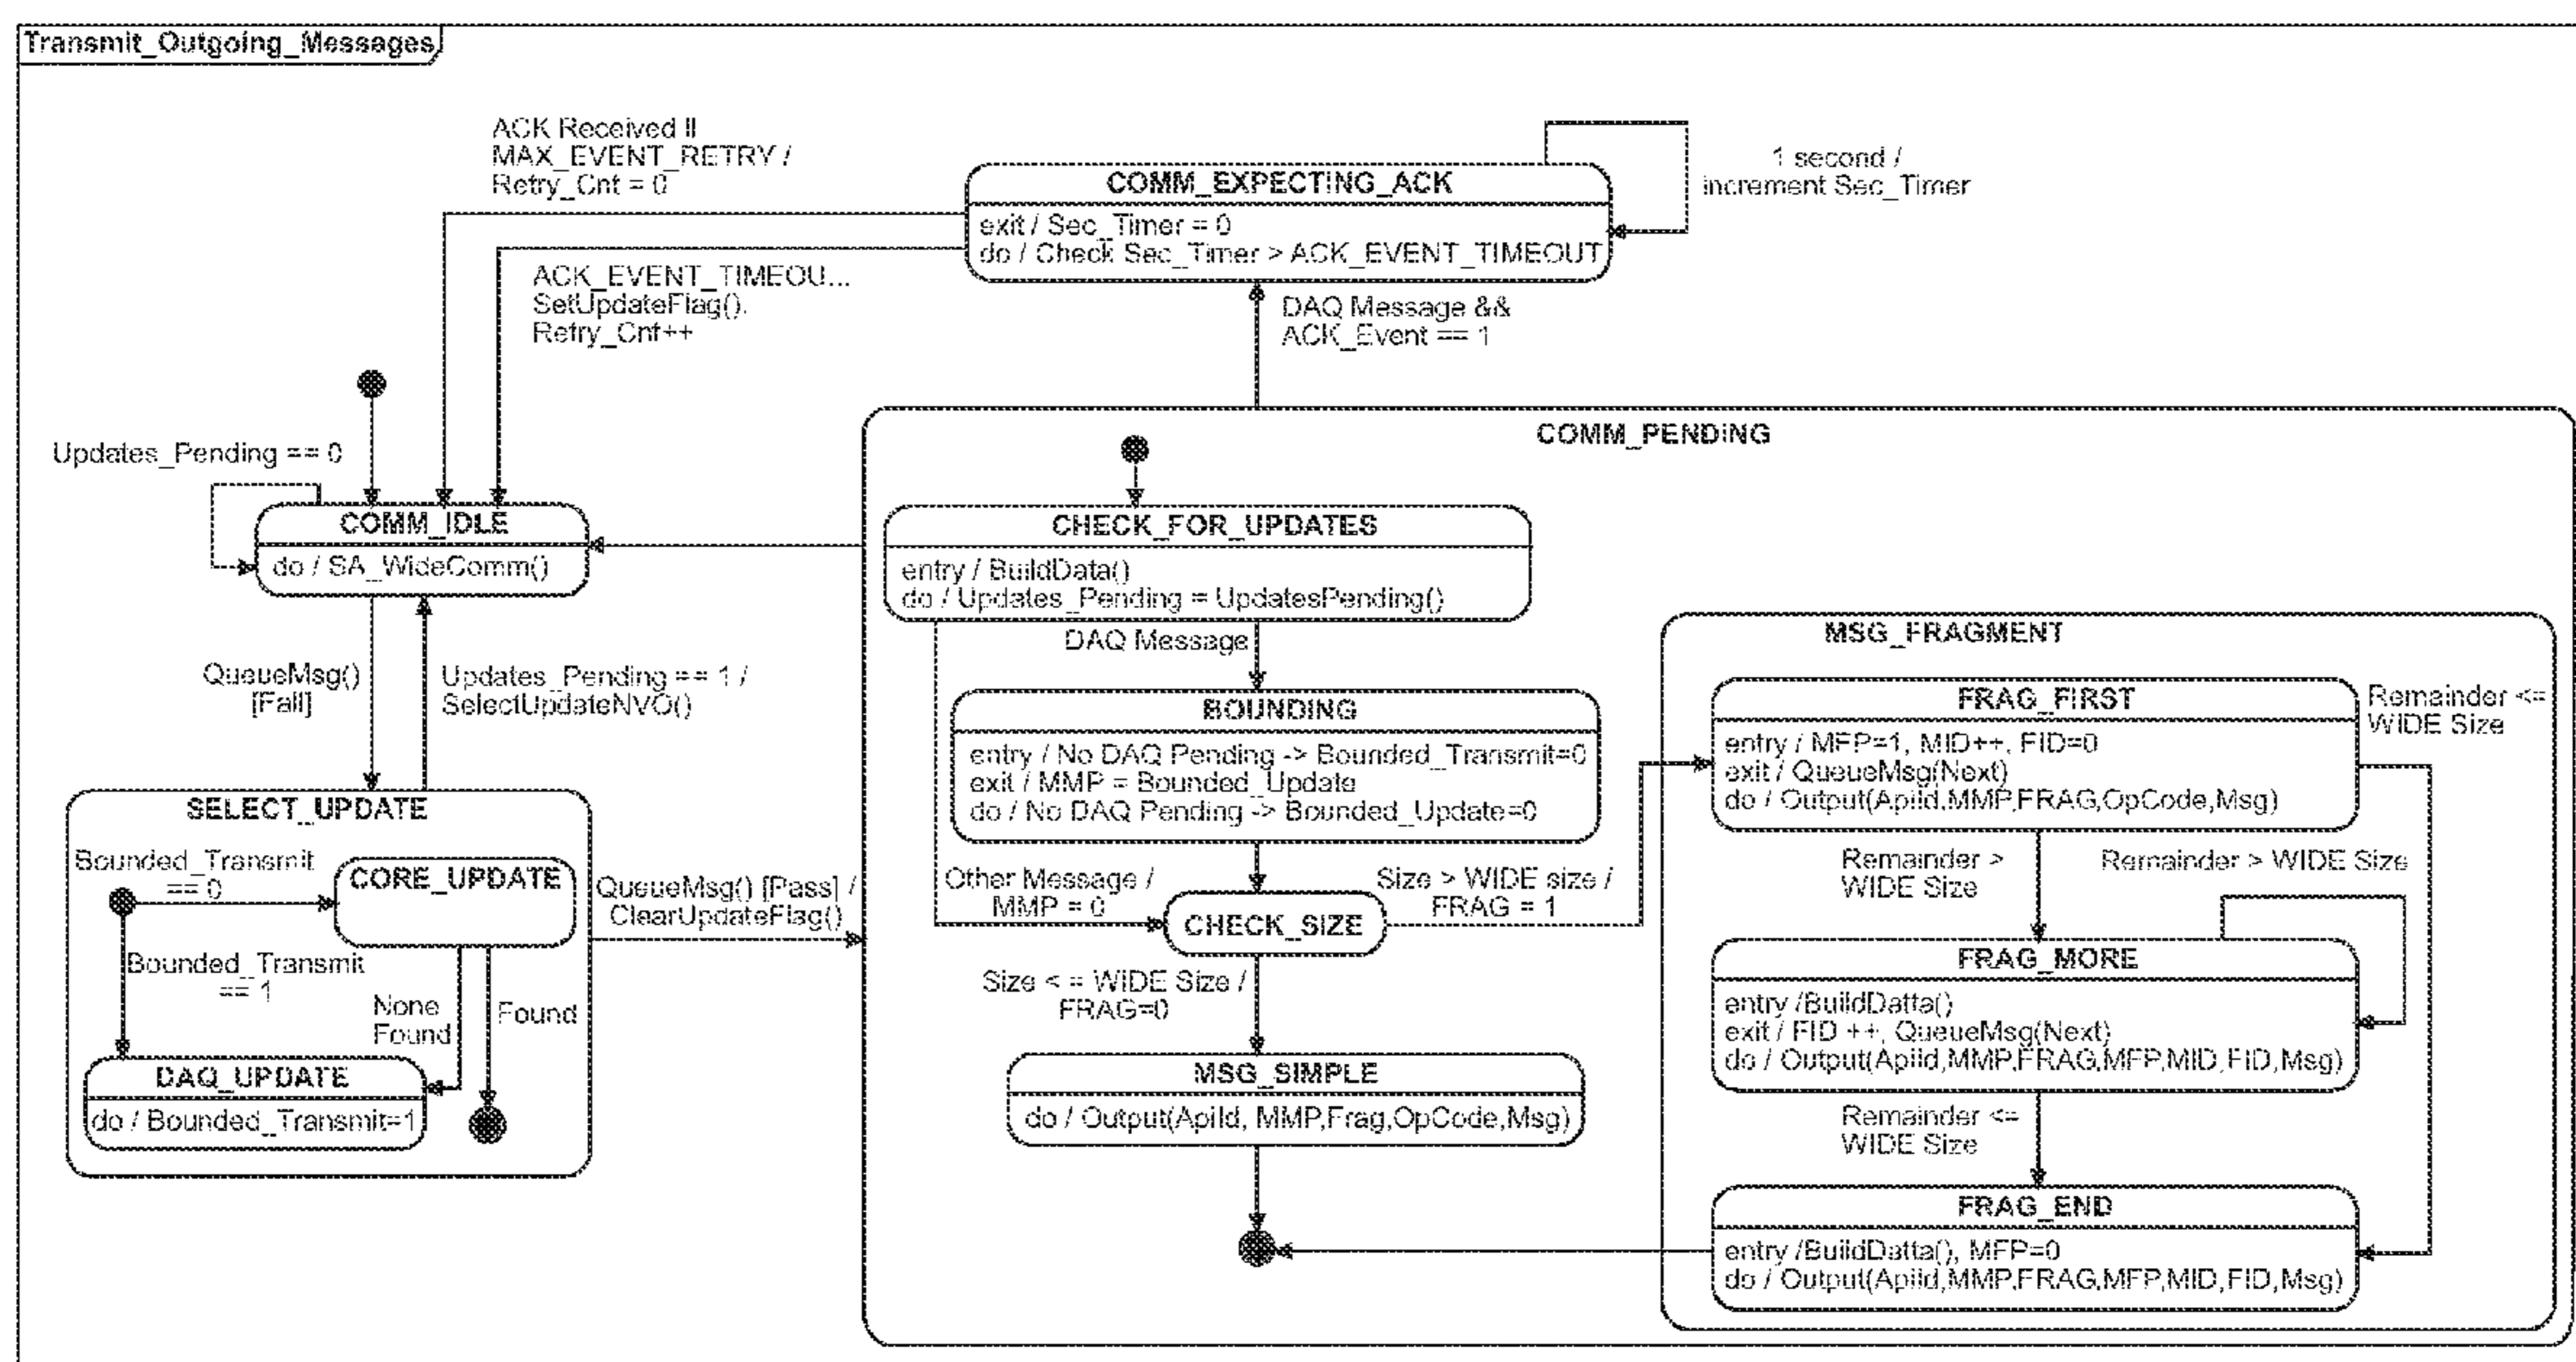 Transmit_Outgoing_Messages
ACK Received ||
MAX_EVENT_RETRY /
Retry_Cnt = 0
COMM_EXPECTING_ACK
exit / Sec_Timer = 0
do / Check Sec_Timer > ACK_EVENT_TIMEOUT
1 second /
increment Sec_Timer
ACK_EVENT_TIMEOU...
SetUpdateFlag().
Retry_Cnt++
DAQ Message &&
ACK_Event == 1
Updates_Pending == 0
COMM_IDLE
do / SA_WideComm()
QueueMsg()
[Fail]
Updates_Pending == 1 /
SelectUpdateNVO()
SELECT_UPDATE
Bounded_Transmit
== 0
CORE_UPDATE
Bounded_Transmit
== 1
None
Found
Found
DAQ_UPDATE
do / Bounded_Transmit=1
QueueMsg() [Pass] /
ClearUpdateFlag()
COMM_PENDING
CHECK_FOR_UPDATES
entry / BuildData()
do / Updates_Pending = UpdatesPending()
DAQ Message
BOUNDING
entry / No DAQ Pending -> Bounded_Transmit=0
exit / MMP = Bounded_Update
do / No DAQ Pending -> Bounded_Update=0
Other Message /
MMP = 0
CHECK_SIZE
Size > WIDE size /
FRAG = 1
Size < = WIDE Size /
FRAG=0
MSG_SIMPLE
do / Output(ApiId, MMP,Frag,OpCode,Msg)
MSG_FRAGMENT
FRAG_FIRST
entry / MFP=1, MID++, FID=0
exit / QueueMsg(Next)
do / Output(ApiId,MMP,FRAG,OpCode,Msg)
Remainder <=
WIDE Size
Remainder >
WIDE Size
Remainder > WIDE Size
FRAG_MORE
entry /BuildDatta()
exit / FID ++, QueueMsg(Next)
do / Output(ApiId,MMP,FRAG,MFP,MID,FID,Msg)
Remainder <=
WIDE Size
FRAG_END
entry /BuildDatta(), MFP=0
do / Output(ApiId,MMP,FRAG,MFP,MID,FID,Msg)